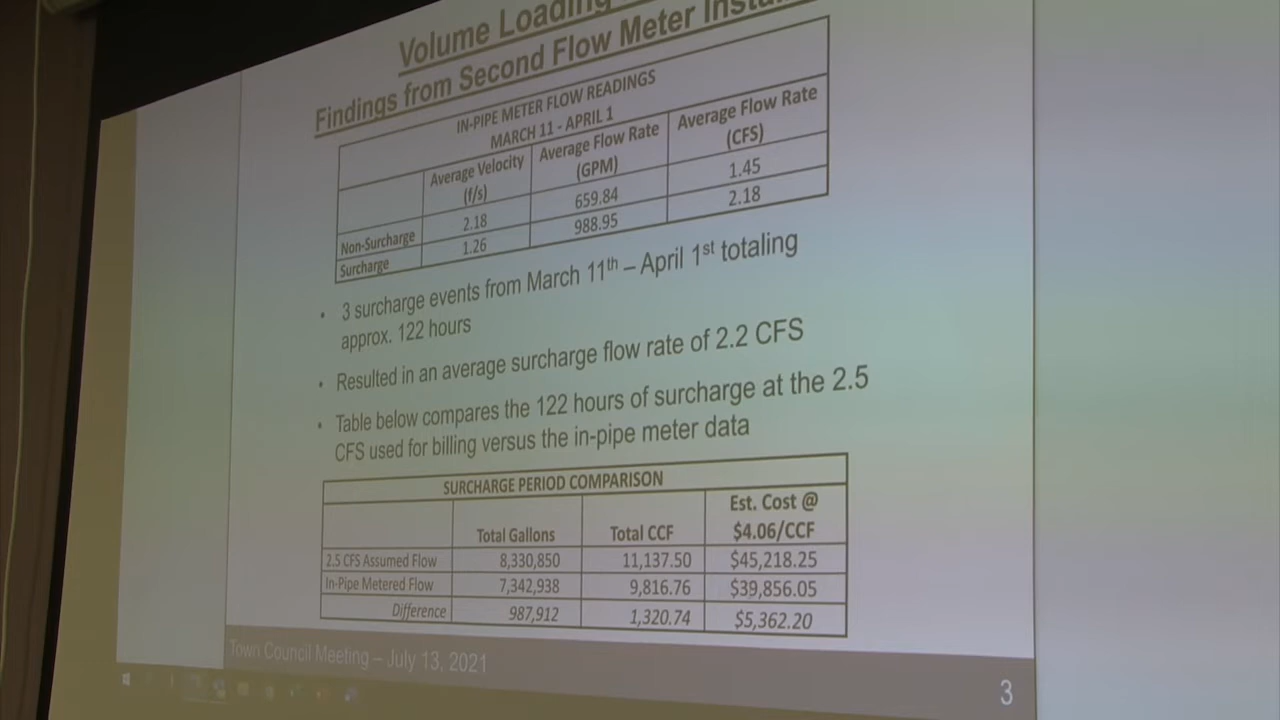 Volume Loading
Findings from Second Flow Meter
IN-PIPE METER FLOW READINGS
MARCH 11 - APRIL 1
Average Velocity (f/s) Average Flow Rate (GPM) Average Flow Rate (CFS)
Non-Surcharge 2.18 659.84 1.45
Surcharge 1.26 988.95 2.18
• 3 surcharge events from March 11th – April 1st totaling
approx. 122 hours
• Resulted in an average surcharge flow rate of 2.2 CFS
• Table below compares the 122 hours of surcharge at the 2.5
CFS used for billing versus the in-pipe meter data
SURCHARGE PERIOD COMPARISON
Total Gallons Total CCF Est. Cost @ $4.06/CCF
2.5 CFS Assumed Flow 8,330,850 11,137.50 $45,218.25
In-Pipe Metered Flow 7,342,938 9,816.76 $39,856.05
Difference 987,912 1,320.74 $5,362.20
Town Council Meeting – July 13, 2021
3